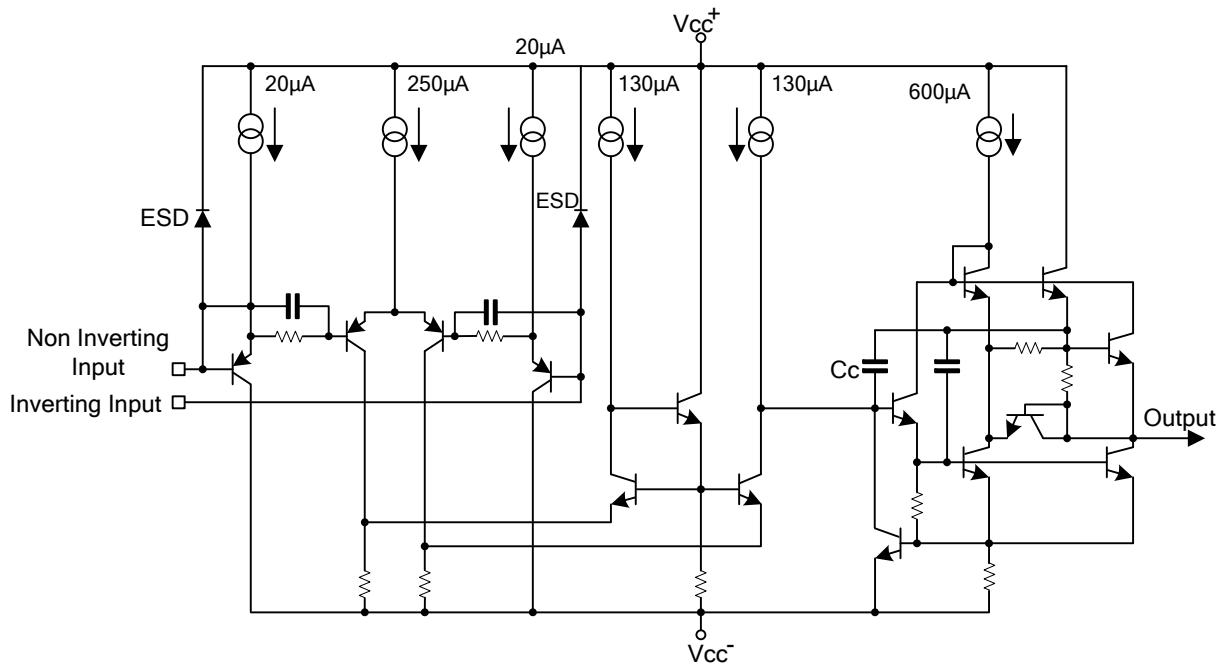 Vcc+
20µA
20µA
250µA
130µA
130µA
600µA
ESD
ESD
Non Inverting
Input
Inverting Input
Cc
Output
Vcc-